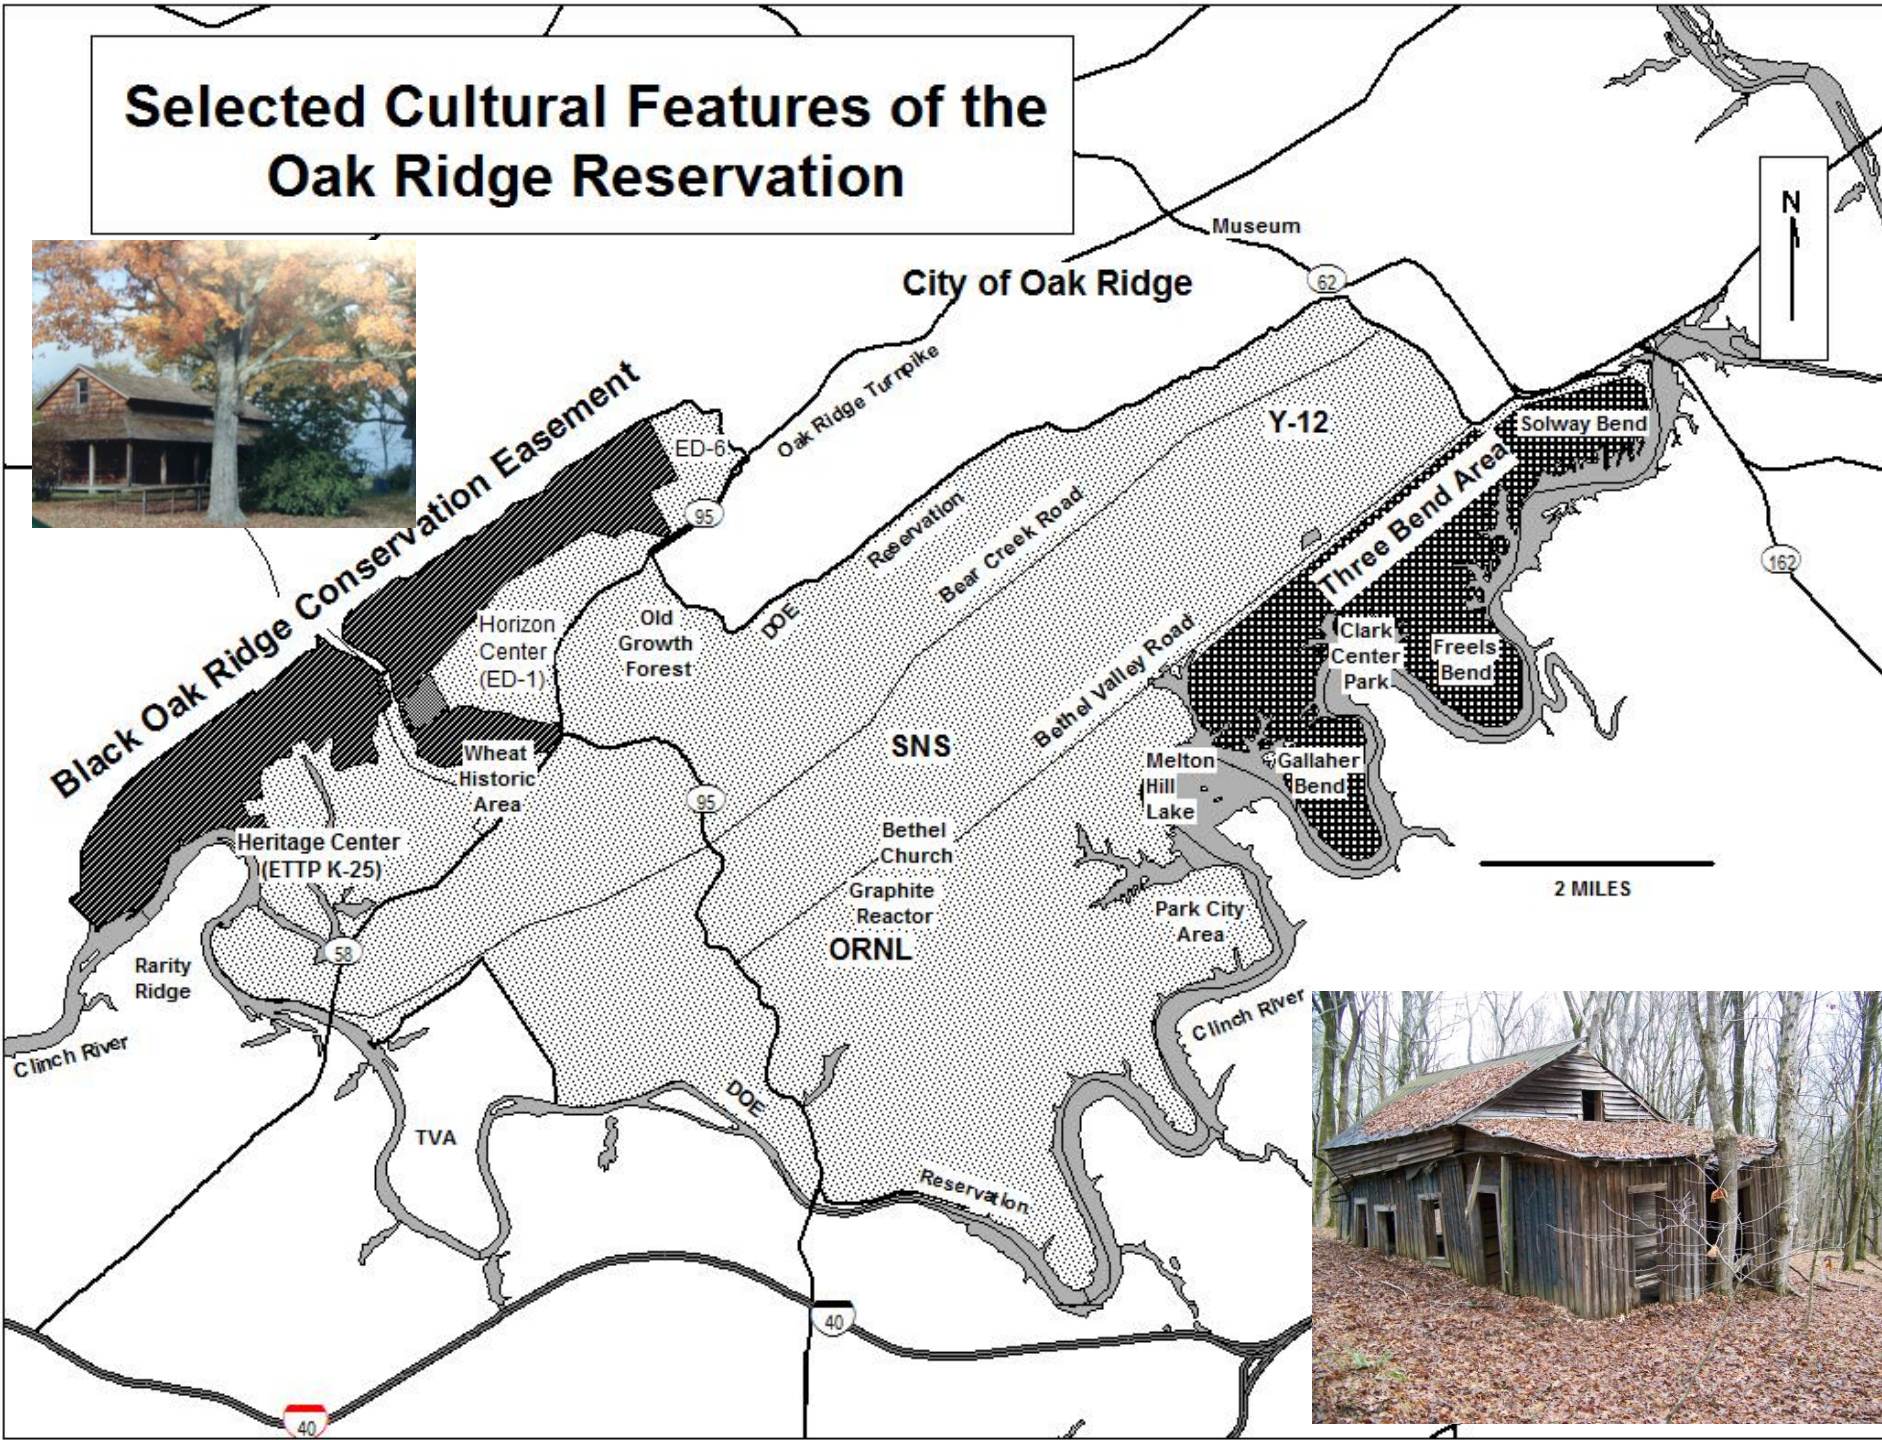 Selected Cultural Features of the
Oak Ridge Reservation
N
Museum
City of Oak Ridge
62
Oak Ridge Turnpike
Black Oak Ridge Conservation Easement
ED-6
95
Y-12
Solway Bend
Three Bend Area
162
DOE Reservation
Bear Creek Road
Bethel Valley Road
Horizon
Center
(ED-1)
Old
Growth
Forest
Clark
Center
Park
Freels
Bend
SNS
Wheat
Historic
Area
95
Melton
Hill
Lake
Gallaher
Bend
Heritage Center
(ETTP K-25)
Bethel
Church
Graphite
Reactor
ORNL
2 MILES
Park City
Area
58
Rarity
Ridge
Clinch River
Clinch River
TVA
DOE
Reservation
40
40